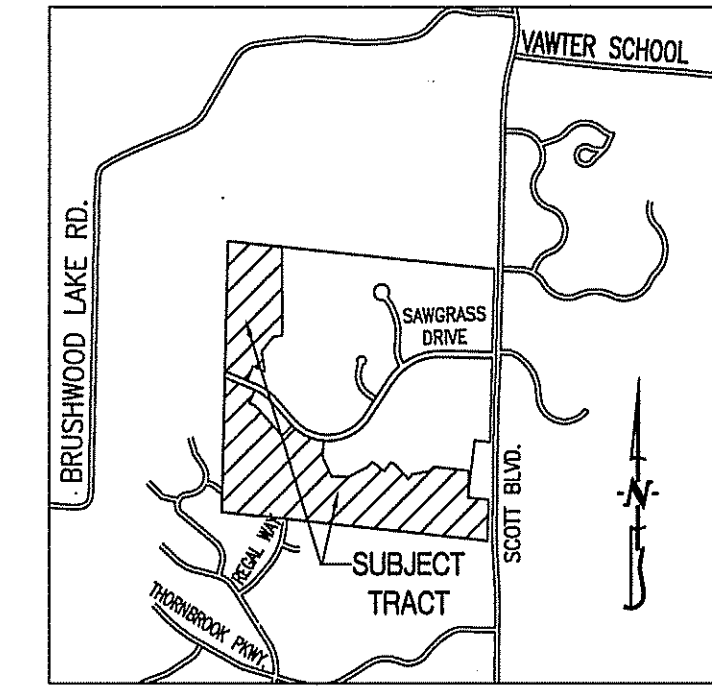 VAWTER SCHOOL
BRUSHWOOD LAKE RD.
SAWGRASS
DRIVE
SCOTT BLVD.
-N-
REGAL WAY
SUBJECT
TRACT
THORNBROOK PKWY.